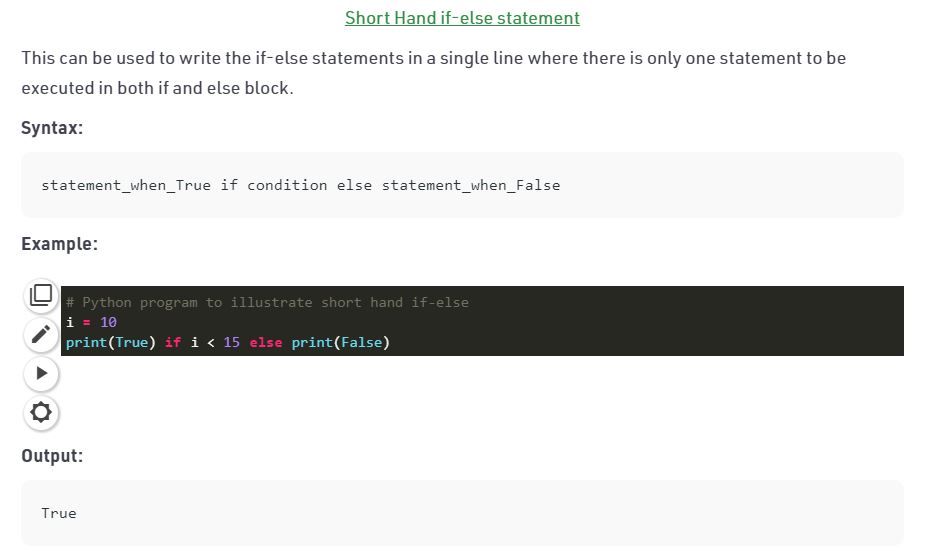 Short Hand if-else statement
This can be used to write the if-else statements in a single line where there is only one statement to be
executed in both if and else block.
Syntax:
statement_when_True if condition else statement_when_False
Example:
# Python program to illustrate short hand if-else
i = 10
print(True) if i < 15 else print(False)
Output:
True